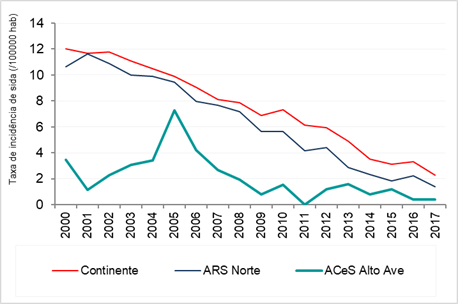 Taxa de incidência de sida (/100000 hab)
14
12
10
8
6
4
2
0
2000 2001 2002 2003 2004 2005 2006 2007 2008 2009 2010 2011 2012 2013 2014 2015 2016 2017
Continente ARS Norte ACeS Alto Ave